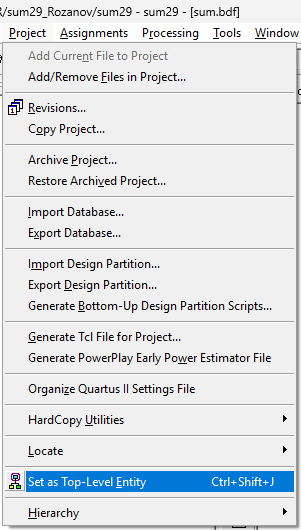 R/sum29_Rozanov/sum29 - sum29 - [sum.bdf]
Project Assignments Processing Tools Window
Add Current File to Project
Add/Remove Files in Project...
Revisions...
Copy Project...
Archive Project...
Restore Archived Project...
Import Database...
Export Database...
Import Design Partition...
Export Design Partition...
Generate Bottom-Up Design Partition Scripts...
Generate Tcl File for Project...
Generate PowerPlay Early Power Estimator File
Organize Quartus II Settings File
HardCopy Utilities
Locate
Set as Top-Level Entity Ctrl+Shift+J
Hierarchy